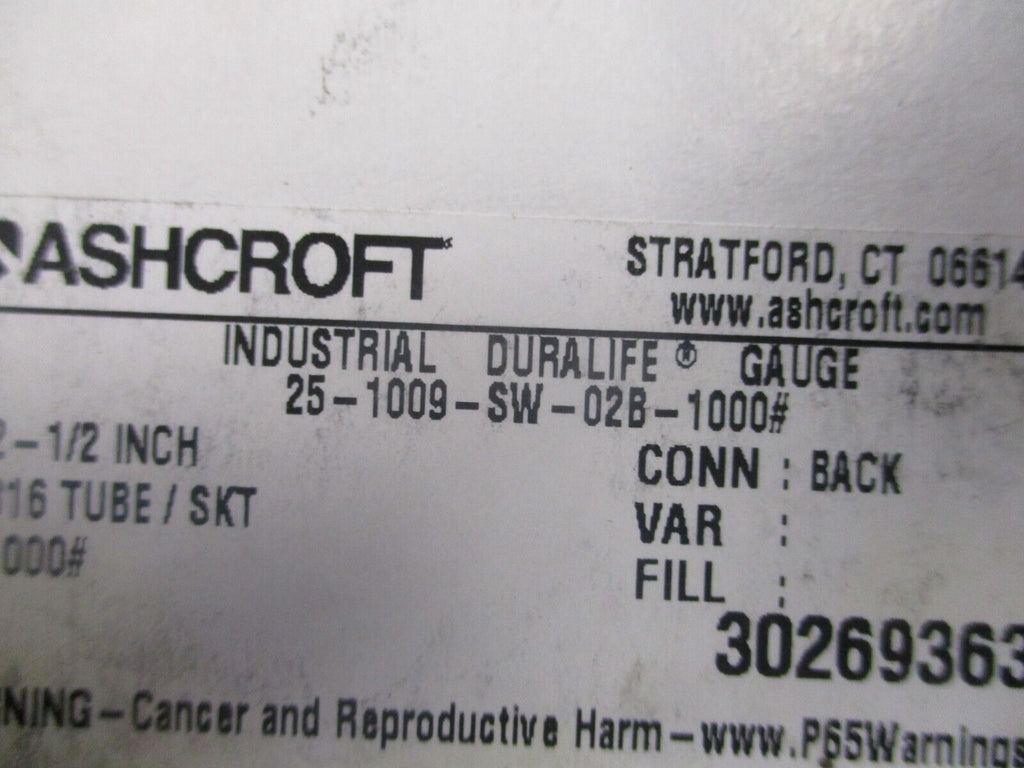 ASHCROFT
STRATFORD, CT 06614
www.ashcroft.com
INDUSTRIAL DURALIFE® GAUGE
25-1009-SW-02B-1000#
2-1/2 INCH
316 TUBE / SKT
000#
CONN : BACK
VAR :
FILL :
30269363
NING-Cancer and Reproductive Harm-www.P65Warnings